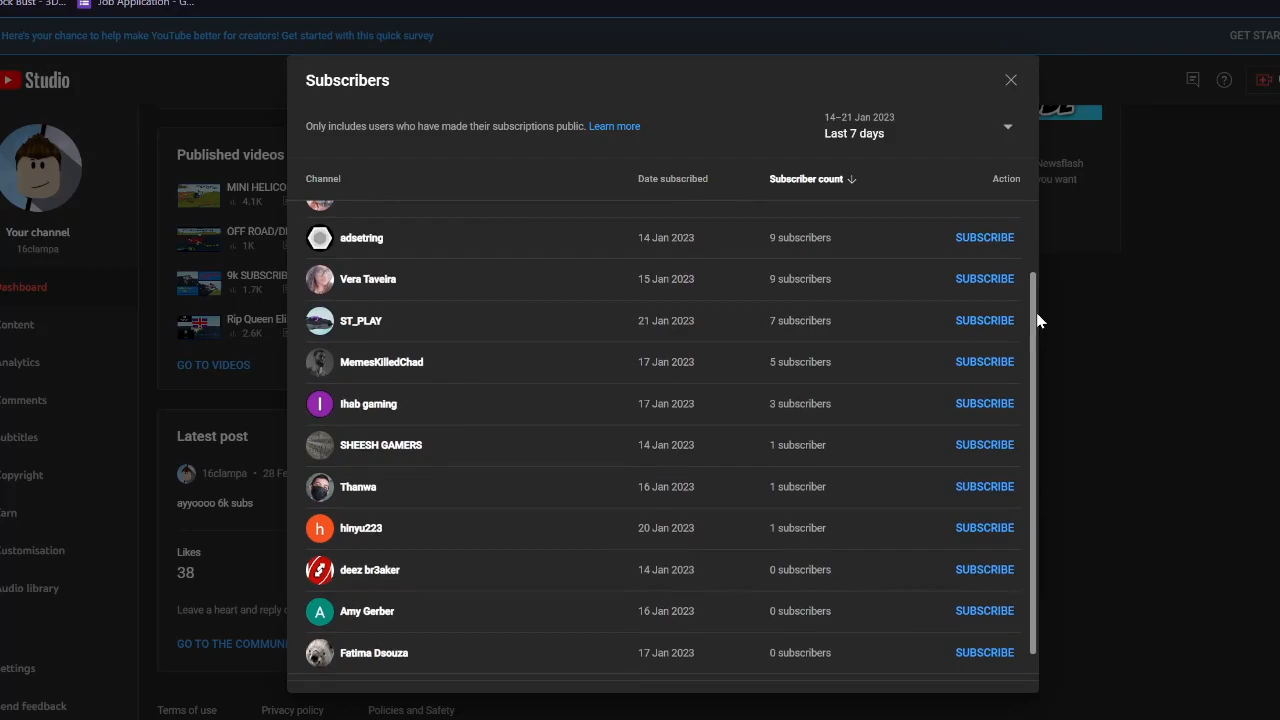 ock Bust - 3D... Job Application - G...
Here's your chance to help make YouTube better for creators! Get started with this quick survey
GET STAR
Studio
Your channel
16clampa
Dashboard
Content
Analytics
Comments
Subtitles
Copyright
Earn
Customisation
Audio library
Settings
Send feedback
Published videos
MINI HELICO
4.1K
OFF ROAD/D
1K
9k SUBSCRIB
1.7K
Rip Queen Eli
2.6K
GO TO VIDEOS
Latest post
16clampa • 28 Fe
ayyoooo 6k subs
Likes
38
Leave a heart and reply
GO TO THE COMMUN
Terms of use Privacy policy Policies and Safety
Subscribers
Only includes users who have made their subscriptions public. Learn more
14–21 Jan 2023
Last 7 days
Channel Date subscribed Subscriber count Action
adsetring 14 Jan 2023 9 subscribers SUBSCRIBE
Vera Taveira 15 Jan 2023 9 subscribers SUBSCRIBE
ST_PLAY 21 Jan 2023 7 subscribers SUBSCRIBE
MemesKilledChad 17 Jan 2023 5 subscribers SUBSCRIBE
Ihab gaming 17 Jan 2023 3 subscribers SUBSCRIBE
SHEESH GAMERS 14 Jan 2023 1 subscriber SUBSCRIBE
Thanwa 16 Jan 2023 1 subscriber SUBSCRIBE
hinyu223 20 Jan 2023 1 subscriber SUBSCRIBE
deez br3aker 14 Jan 2023 0 subscribers SUBSCRIBE
Amy Gerber 16 Jan 2023 0 subscribers SUBSCRIBE
Fatima Dsouza 17 Jan 2023 0 subscribers SUBSCRIBE
Newsflash
you want